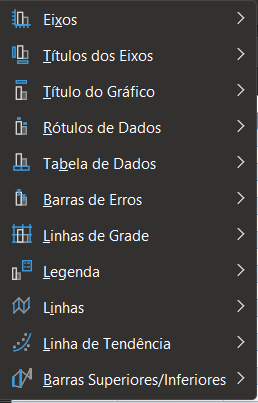 Eixos
Títulos dos Eixos
Título do Gráfico
Rótulos de Dados
Tabela de Dados
Barras de Erros
Linhas de Grade
Legenda
Linhas
Linha de Tendência
Barras Superiores/Inferiores